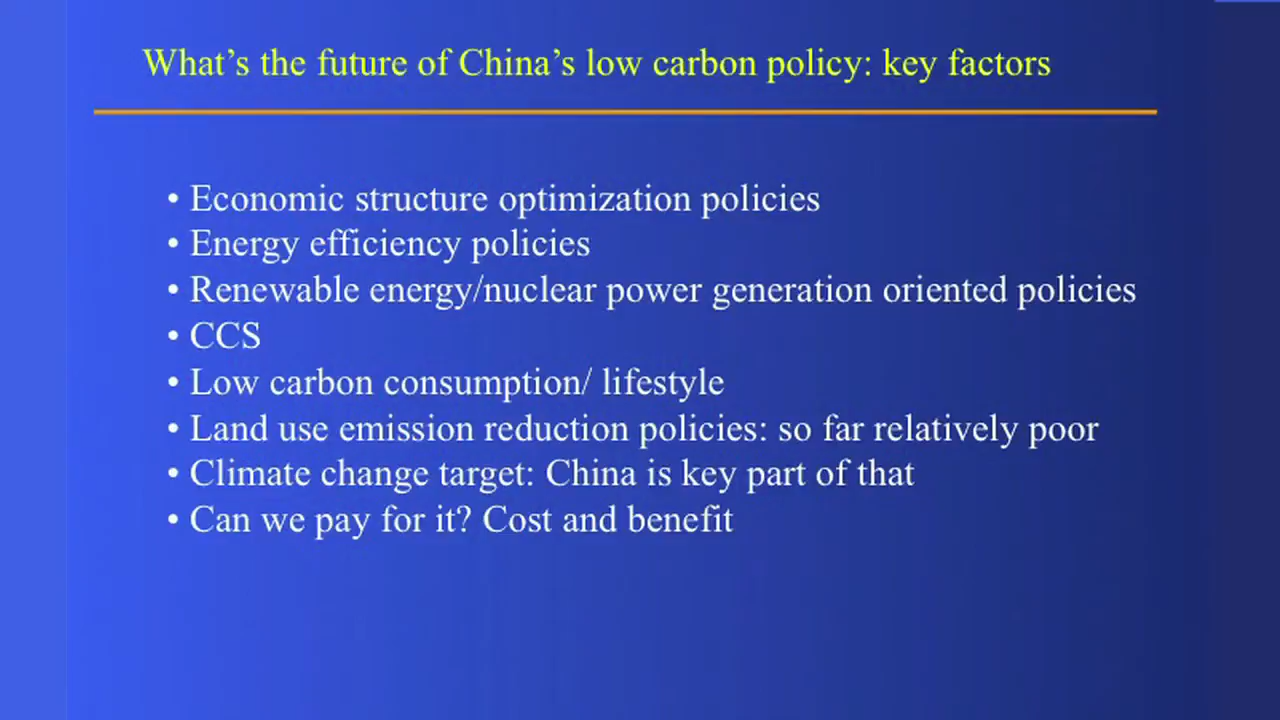 What’s the future of China’s low carbon policy: key factors
• Economic structure optimization policies
• Energy efficiency policies
• Renewable energy/nuclear power generation oriented policies
• CCS
• Low carbon consumption/ lifestyle
• Land use emission reduction policies: so far relatively poor
• Climate change target: China is key part of that
• Can we pay for it? Cost and benefit